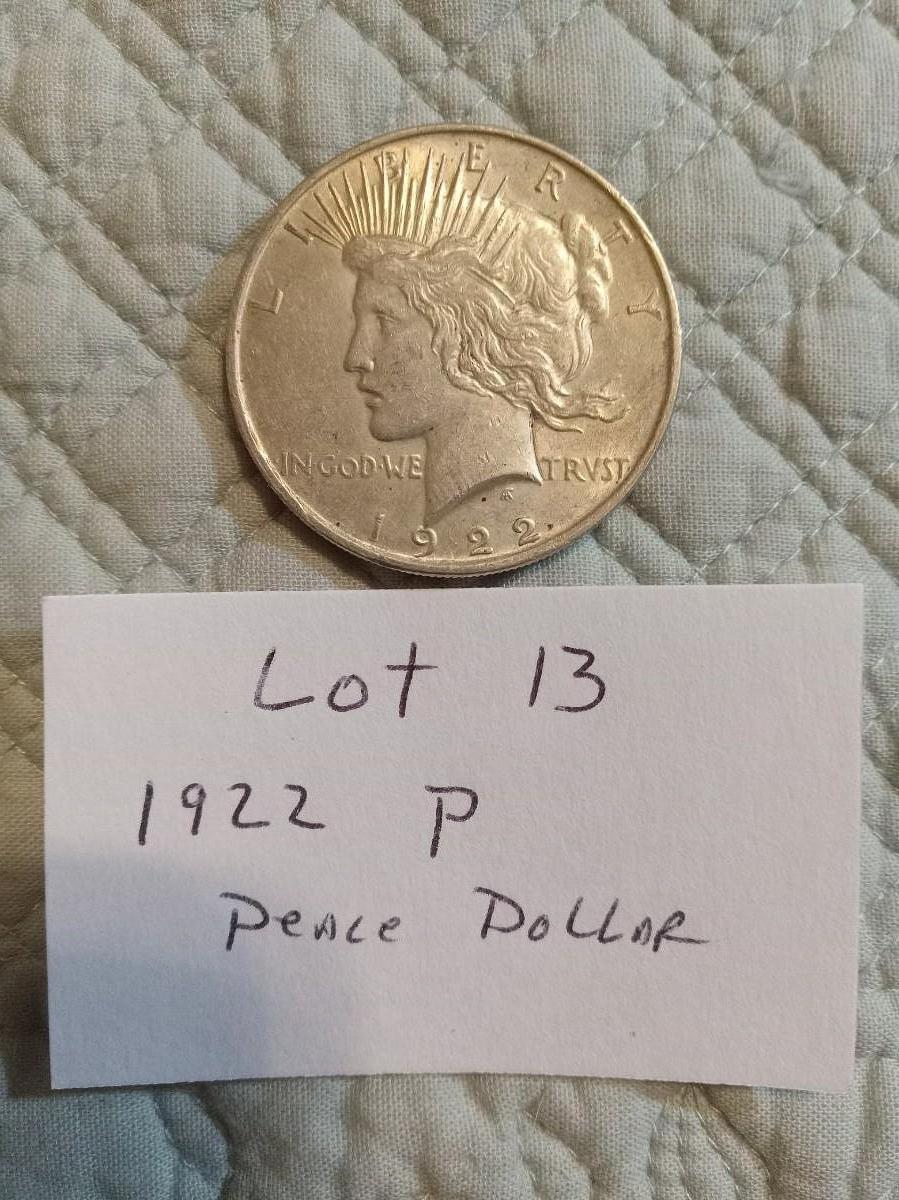 LIBERTY
IN GOD·WE TRVST
1922
Lot 13
1922 P
Peace Dollar